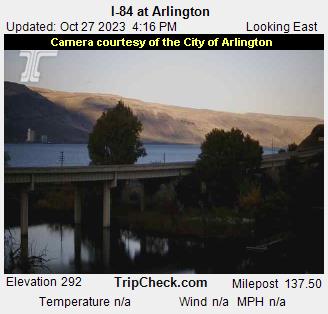 I-84 at Arlington
Updated: Oct 27 2023  4:16 PM Looking East
Camera courtesy of the City of Arlington
Elevation 292 TripCheck.com Milepost 137.50
Temperature n/a Wind n/a MPH n/a